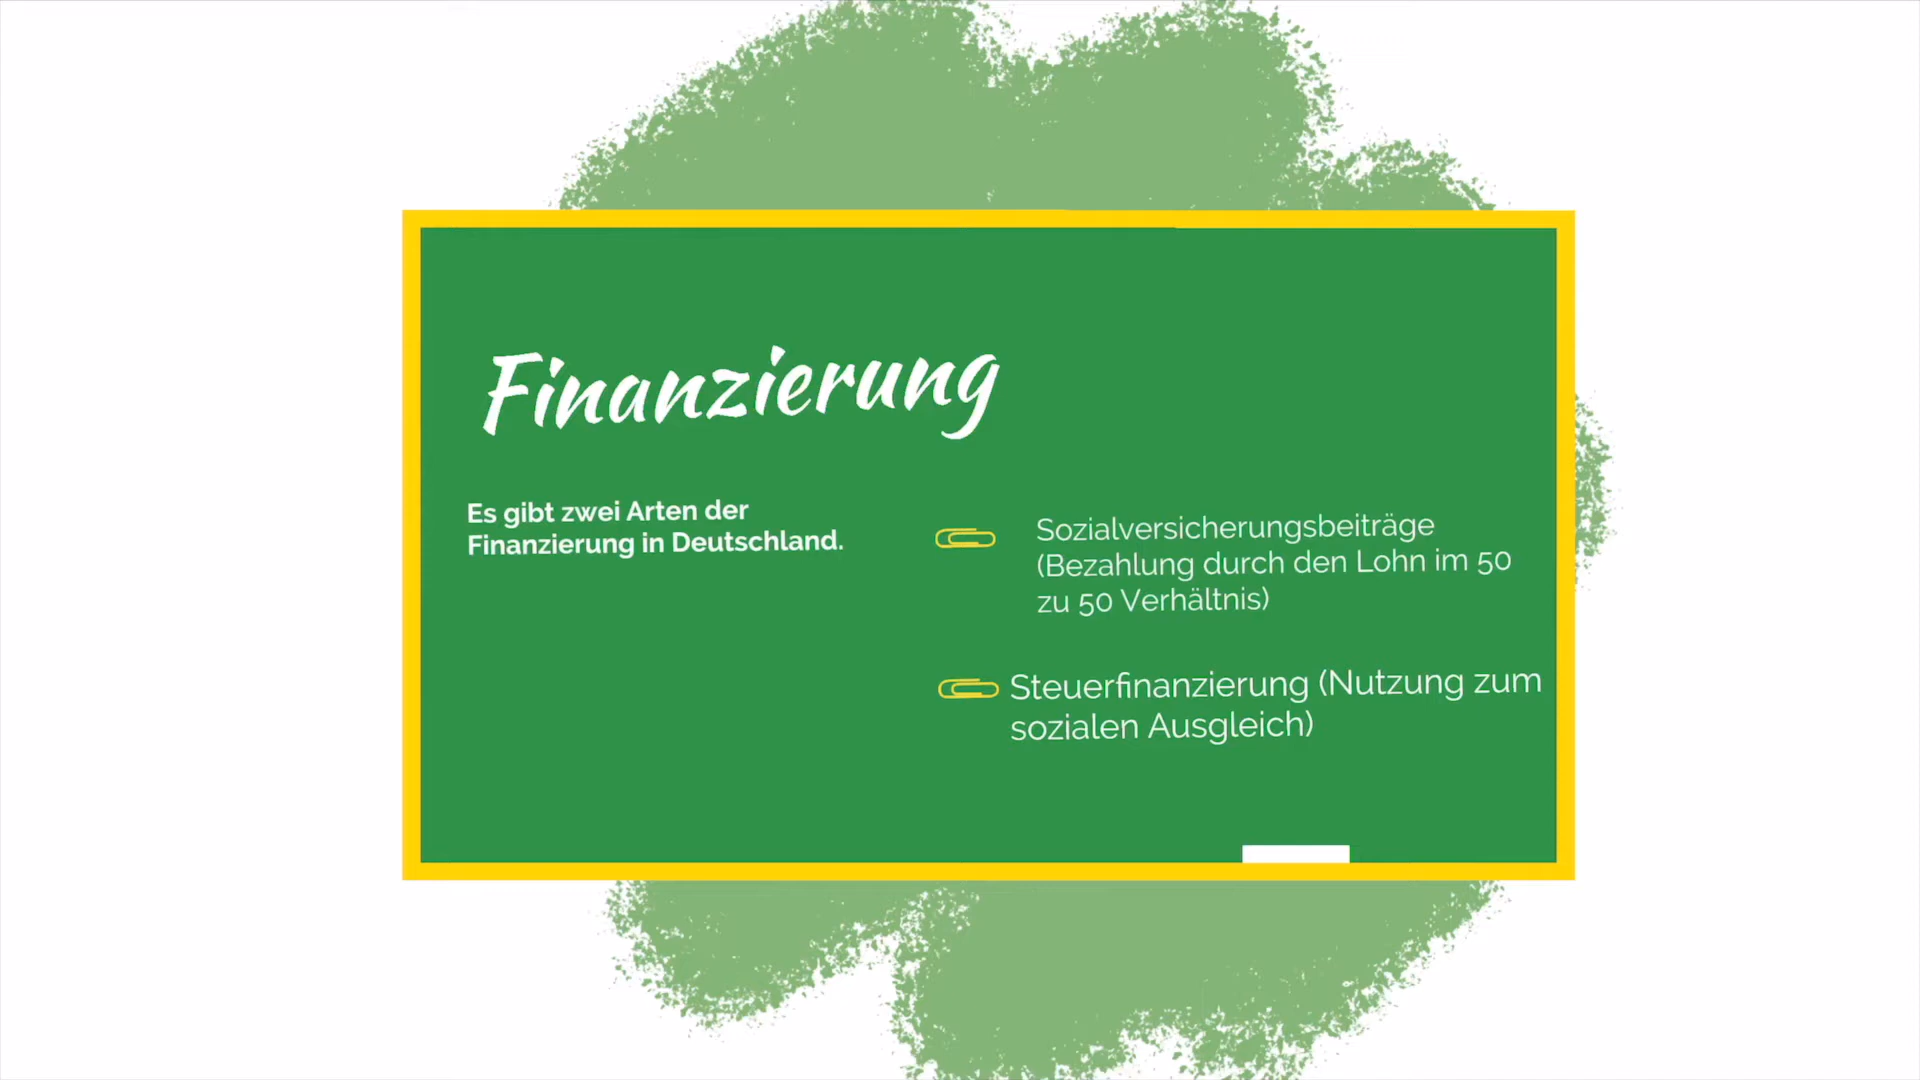 Finanzierung
Es gibt zwei Arten der
Finanzierung in Deutschland.
Sozialversicherungsbeiträge
(Bezahlung durch den Lohn im 50
zu 50 Verhältnis)
Steuerfinanzierung (Nutzung zum
sozialen Ausgleich)